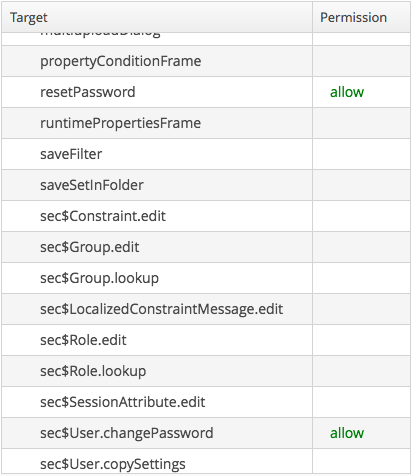 Target Permission
multiuploadDialog
propertyConditionFrame
resetPassword allow
runtimePropertiesFrame
saveFilter
saveSetInFolder
sec$Constraint.edit
sec$Group.edit
sec$Group.lookup
sec$LocalizedConstraintMessage.edit
sec$Role.edit
sec$Role.lookup
sec$SessionAttribute.edit
sec$User.changePassword allow
sec$User.copySettings